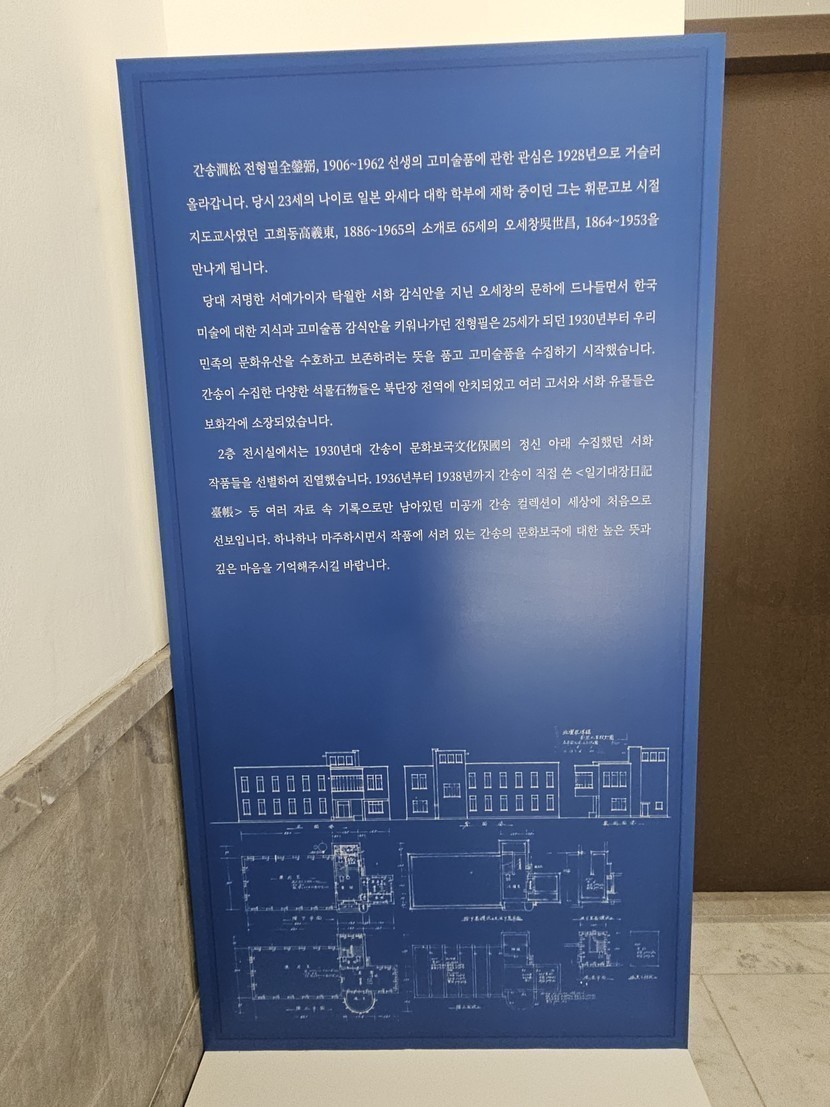 간송澗松 전형필全鎣弼, 1906~1962 선생의 고미술품에 관한 관심은 1928년으로 거슬러
올라갑니다. 당시 23세의 나이로 일본 와세다 대학 학부에 재학 중이던 그는 휘문고보 시절
지도교사였던 고희동高羲東, 1886~1965의 소개로 65세의 오세창吳世昌, 1864~1953을
만나게 됩니다.
당대 저명한 서예가이자 탁월한 서화 감식안을 지닌 오세창의 문하에 드나들면서 한국
미술에 대한 지식과 고미술품 감식안을 키워나가던 전형필은 25세가 되던 1930년부터 우리
민족의 문화유산을 수호하고 보존하려는 뜻을 품고 고미술품을 수집하기 시작했습니다.
간송이 수집한 다양한 석물石物들은 북단장 전역에 안치되었고 여러 고서와 서화 유물들은
보화각에 소장되었습니다.
2층 전시실에서는 1930년대 간송이 문화보국文化保國의 정신 아래 수집했던 서화
작품들을 선별하여 진열했습니다. 1936년부터 1938년까지 간송이 직접 쓴 <일기대장日記
臺帳> 등 여러 자료 속 기록으로만 남아있던 미공개 간송 컬렉션이 세상에 처음으로
선보입니다. 하나하나 마주하시면서 작품에 서려 있는 간송의 문화보국에 대한 높은 뜻과
깊은 마음을 기억해주시길 바랍니다.